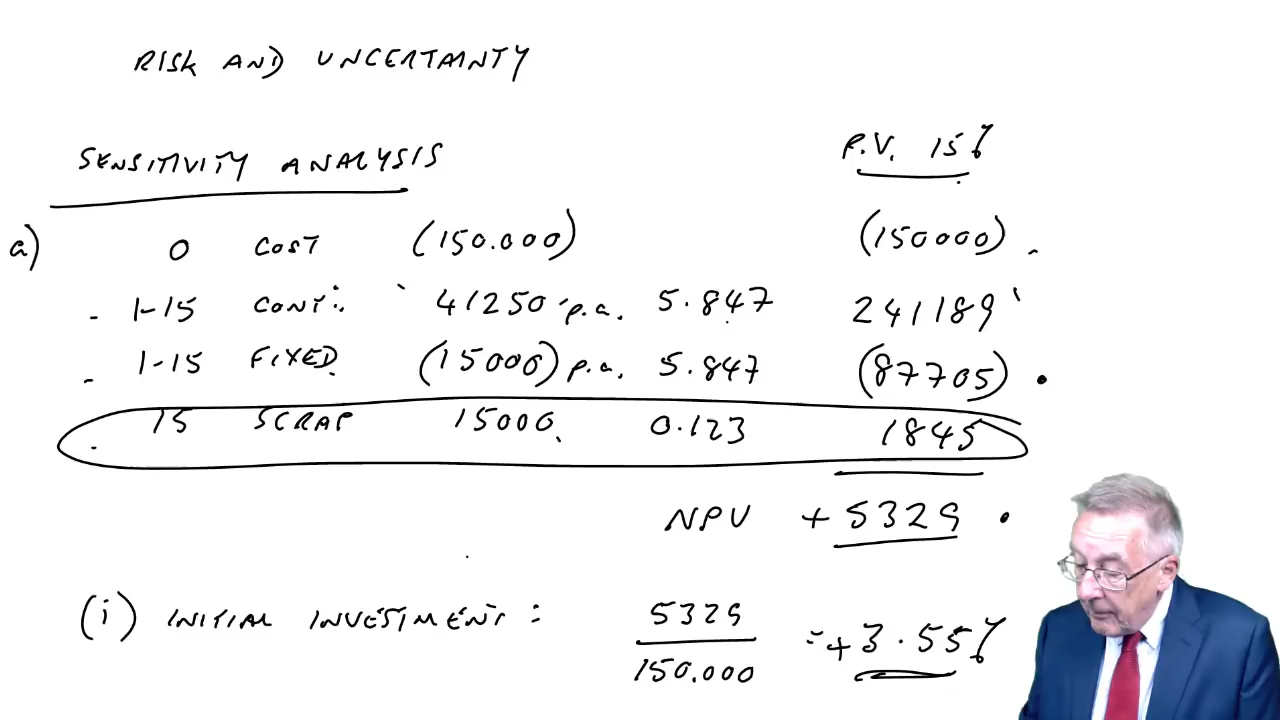 RISK AND UNCERTAINTY
SENSITIVITY ANALYSIS
P.V. 15%
a) 0 COST (150.000) (150000)
1-15 CONT: 41250 p.a. 5.847 241189
1-15 FIXED (15000) p.a. 5.847 (87705)
15 SCRAP 15000 0.123 1845
NPV + 5329
(i) INITIAL INVESTMENT: 5329 = +3.55%
150.000